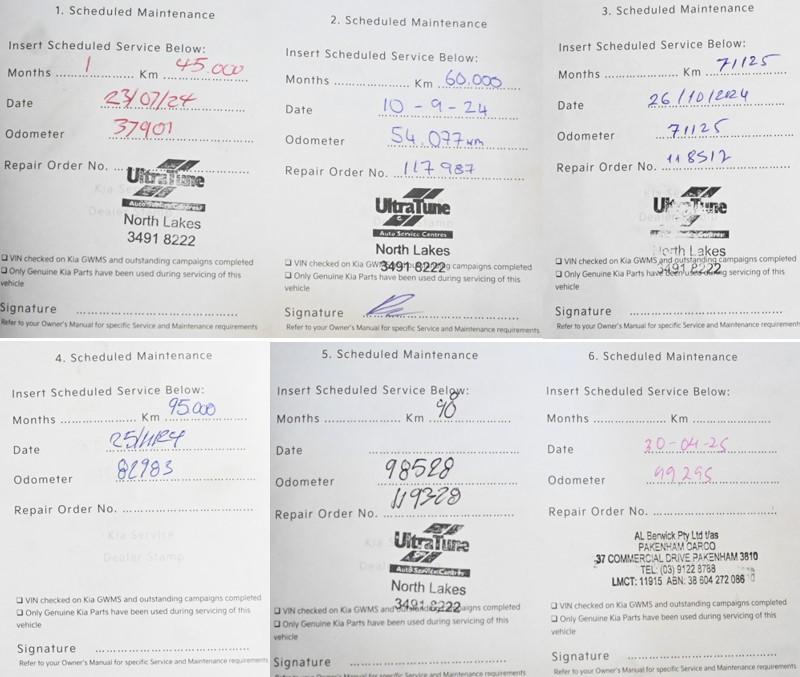 1. Scheduled Maintenance
Insert Scheduled Service Below:
Months 1 Km 45.000
Date 23/07/24
Odometer 37901
Repair Order No.
UltraTune
Auto Service Centres
North Lakes
3491 8222
❑ VIN checked on Kia GWMS and outstanding campaigns completed
❑ Only Genuine Kia Parts have been used during servicing of this
vehicle
Signature
Refer to your Owner's Manual for specific Service and Maintenance requirements
2. Scheduled Maintenance
Insert Scheduled Service Below:
Months Km 60.000
Date 10-9-24
Odometer 54.077km
Repair Order No. 117987
UltraTune
Auto Service Centres
North Lakes
3491 8222
❑ VIN checked on Kia GWMS and outstanding campaigns completed
❑ Only Genuine Kia Parts have been used during servicing of this
vehicle
Signature
Refer to your Owner's Manual for specific Service and Maintenance requirements
3. Scheduled Maintenance
Insert Scheduled Service Below:
Months Km 71125
Date 26/10/2024
Odometer 71125
Repair Order No. 118512
UltraTune
North Lakes
3491 8222
❑ VIN checked on Kia GWMS and outstanding campaigns completed
❑ Only Genuine Kia Parts have been used during servicing of this
vehicle
Signature
Refer to your Owner's Manual for specific Service and Maintenance requirements
4. Scheduled Maintenance
Insert Scheduled Service Below:
Months Km 95.000
Date
Odometer 82983
Repair Order No.
Kia Service
Dealer Stamp
❑ VIN checked on Kia GWMS and outstanding campaigns completed
❑ Only Genuine Kia Parts have been used during servicing of this
vehicle
Signature
Refer to your Owner's Manual for specific Service and Maintenance requirements
5. Scheduled Maintenance
Insert Scheduled Service Below:
Months Km
Date
Odometer 98528
119328
Repair Order No.
UltraTune
Auto Service Centres
North Lakes
3491 8222
❑ VIN checked on Kia GWMS and outstanding campaigns completed
❑ Only Genuine Kia Parts have been used during servicing of this
vehicle
Signature
Refer to your Owner's Manual for specific Service and Maintenance requirements
6. Scheduled Maintenance
Insert Scheduled Service Below:
Months Km
Date 30-04-25
Odometer 99295
Repair Order No.
AL Berwick Pty Ltd t/as
PAKENHAM CARCO
37 COMMERCIAL DRIVE PAKENHAM 3810
TEL: (03) 9122 8788
LMCT: 11915 ABN: 38 604 272 086
❑ VIN checked on Kia GWMS and outstanding campaigns completed
❑ Only Genuine Kia Parts have been used during servicing of this
vehicle
Signature
Refer to your Owner's Manual for specific Service and Maintenance requirements